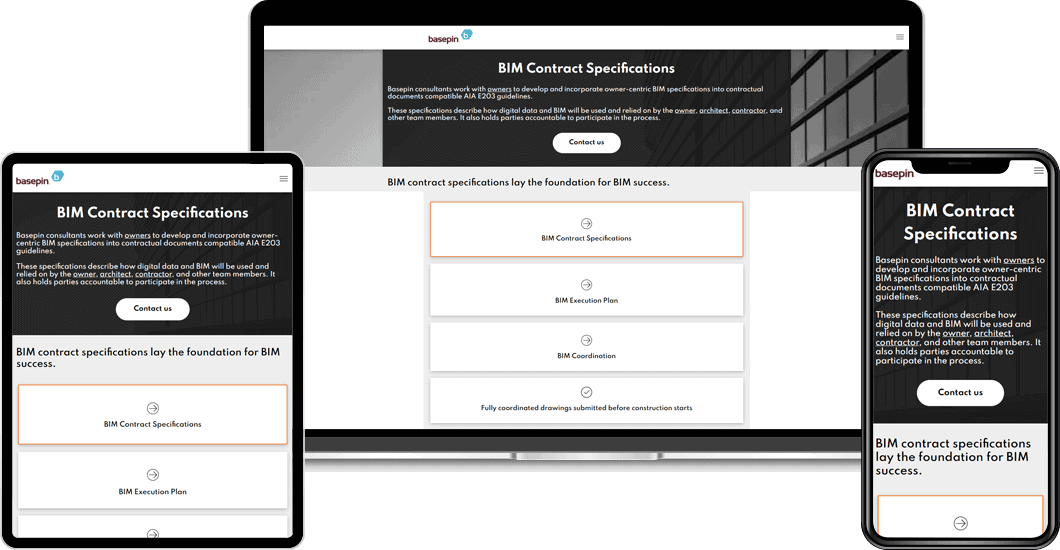 basepin b
BIM Contract Specifications
Basepin consultants work with owners to develop and incorporate owner-centric BIM specifications into contractual
documents compatible AIA E203 guidelines.
These specifications describe how digital data and BIM will be used and relied on by the owner, architect, contractor, and
other team members. It also holds parties accountable to participate in the process.
Contact us
BIM contract specifications lay the foundation for BIM success.
BIM Contract Specifications
BIM Execution Plan
BIM Coordination
Fully coordinated drawings submitted before construction starts
basepin b
BIM Contract Specifications
Basepin consultants work with owners to develop and incorporate owner-
centric BIM specifications into contractual documents compatible AIA E203
guidelines.
These specifications describe how digital data and BIM will be used and
relied on by the owner, architect, contractor, and other team members. It
also holds parties accountable to participate in the process.
Contact us
BIM contract specifications lay the foundation for BIM
success.
BIM Contract Specifications
BIM Execution Plan
basepin
BIM Contract
Specifications
Basepin consultants work with owners to
develop and incorporate owner-centric
BIM specifications into contractual
documents compatible AIA E203
guidelines.
These specifications describe how
digital data and BIM will be used and
relied on by the owner, architect,
contractor, and other team members. It
also holds parties accountable to
participate in the process.
Contact us
BIM contract specifications
lay the foundation for BIM
success.